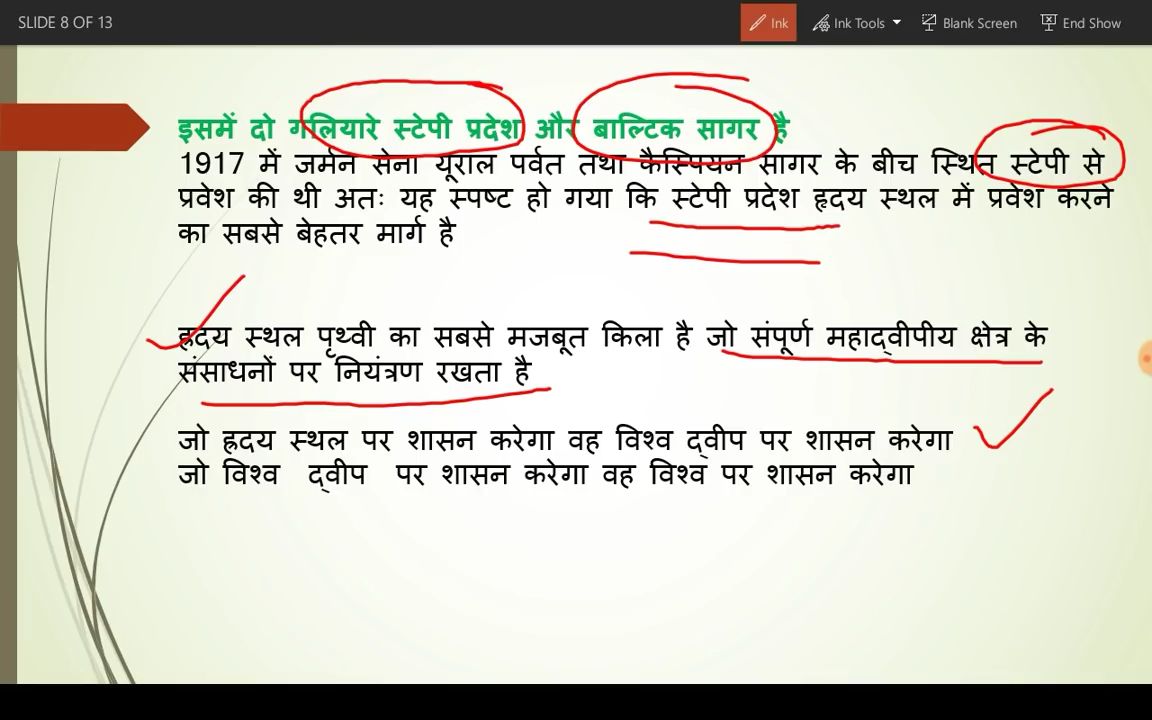 SLIDE 8 OF 13
Ink
Ink Tools
Blank Screen
End Show
इसमें दो गलियारे स्टेपी प्रदेश और बाल्टिक सागर है
1917 में जर्मन सेना यूराल पर्वत तथा कैस्पियन सागर के बीच स्थित स्टेपी से
प्रवेश की थी अतः यह स्पष्ट हो गया कि स्टेपी प्रदेश हृदय स्थल में प्रवेश करने
का सबसे बेहतर मार्ग है
ह्रदय स्थल पृथ्वी का सबसे मजबूत किला है जो संपूर्ण महाद्वीपीय क्षेत्र के
संसाधनों पर नियंत्रण रखता है
जो ह्रदय स्थल पर शासन करेगा वह विश्व द्वीप पर शासन करेगा
जो विश्व द्वीप पर शासन करेगा वह विश्व पर शासन करेगा